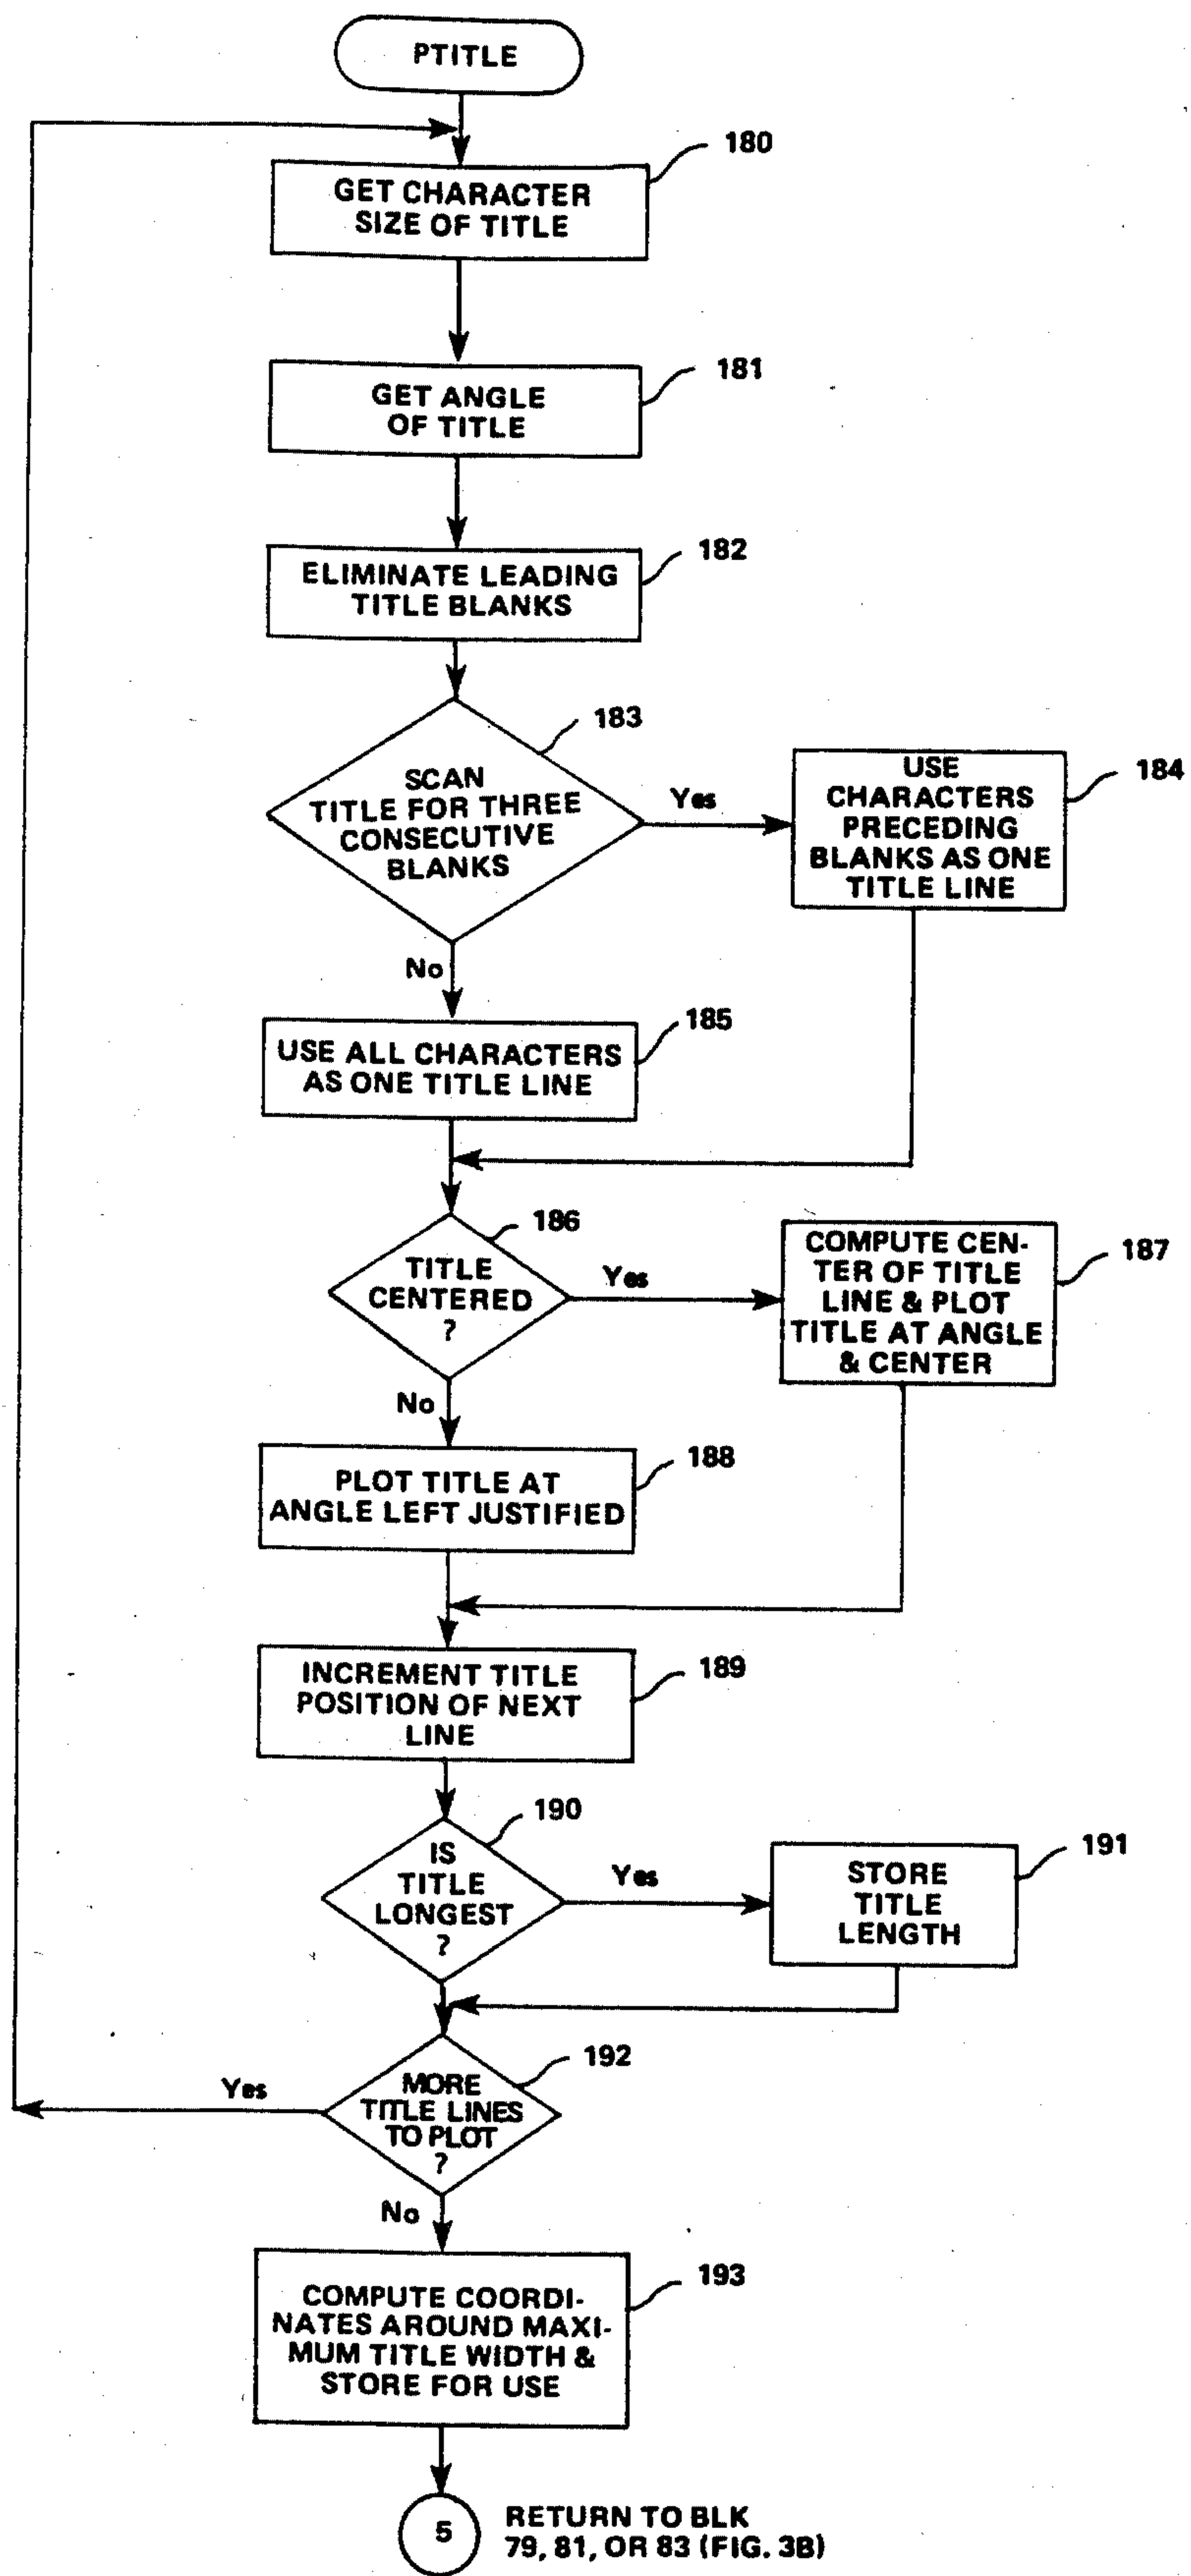 PTITLE
180
GET CHARACTER
SIZE OF TITLE
181
GET ANGLE
OF TITLE
182
ELIMINATE LEADING
TITLE BLANKS
183
SCAN
TITLE FOR THREE
CONSECUTIVE
BLANKS
Yes
184
USE
CHARACTERS
PRECEDING
BLANKS AS ONE
TITLE LINE
No
185
USE ALL CHARACTERS
AS ONE TITLE LINE
186
TITLE
CENTERED
?
Yes
187
COMPUTE CEN-
TER OF TITLE
LINE & PLOT
TITLE AT ANGLE
& CENTER
No
188
PLOT TITLE AT
ANGLE LEFT JUSTIFIED
189
INCREMENT TITLE
POSITION OF NEXT
LINE
190
IS
TITLE
LONGEST
?
Yes
191
STORE
TITLE
LENGTH
192
MORE
TITLE LINES
TO PLOT
?
Yes
No
193
COMPUTE COORDI-
NATES AROUND MAXI-
MUM TITLE WIDTH &
STORE FOR USE
5
RETURN TO BLK
79, 81, OR 83 (FIG. 3B)